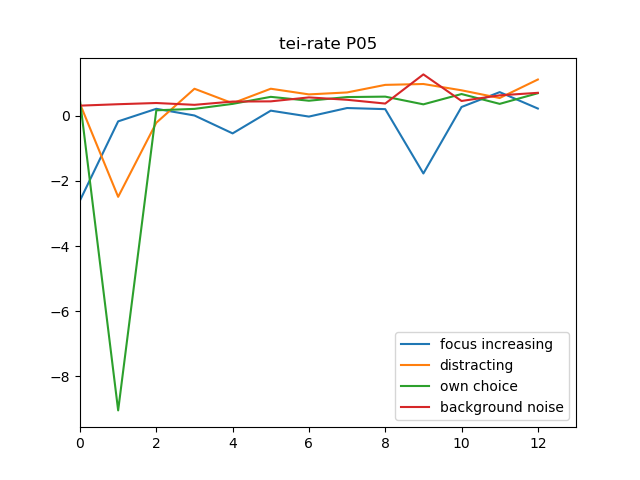 tei-rate P05
0
−2
−4
−6
−8
0 2 4 6 8 10 12
focus increasing
distracting
own choice
background noise